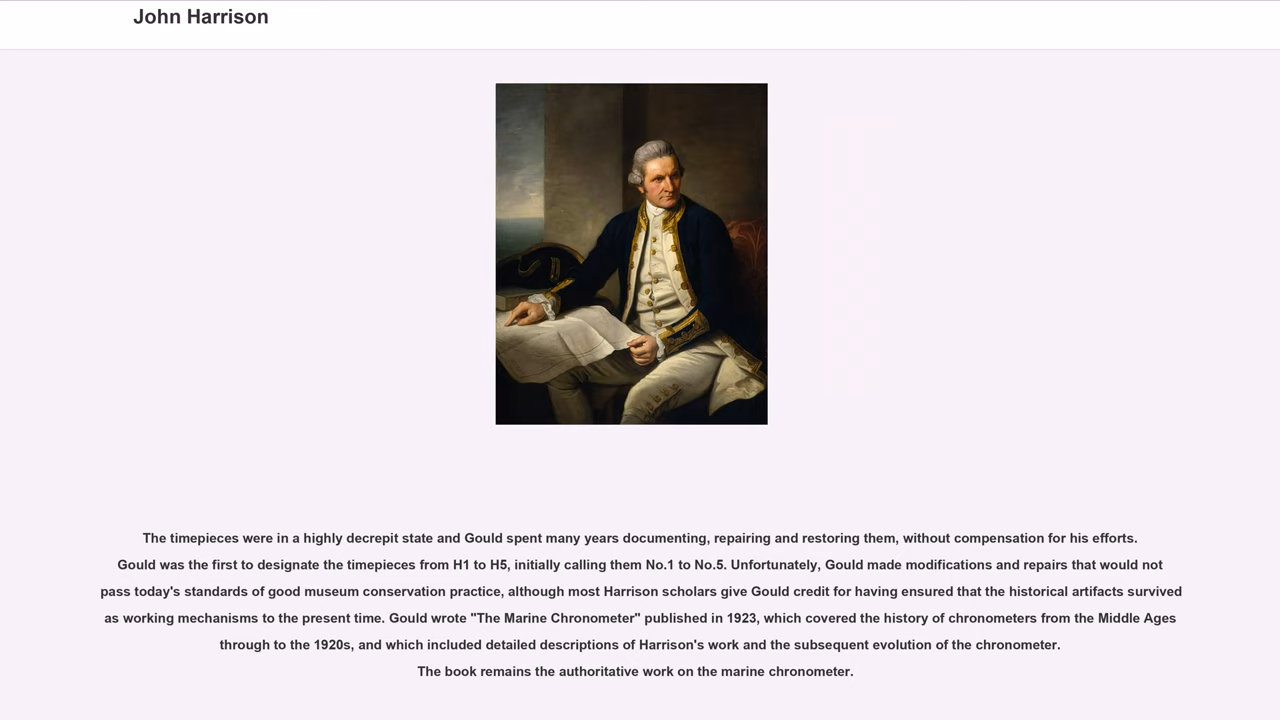 John Harrison
The timepieces were in a highly decrepit state and Gould spent many years documenting, repairing and restoring them, without compensation for his efforts.
Gould was the first to designate the timepieces from H1 to H5, initially calling them No.1 to No.5. Unfortunately, Gould made modifications and repairs that would not
pass today's standards of good museum conservation practice, although most Harrison scholars give Gould credit for having ensured that the historical artifacts survived
as working mechanisms to the present time. Gould wrote "The Marine Chronometer" published in 1923, which covered the history of chronometers from the Middle Ages
through to the 1920s, and which included detailed descriptions of Harrison's work and the subsequent evolution of the chronometer.
The book remains the authoritative work on the marine chronometer.